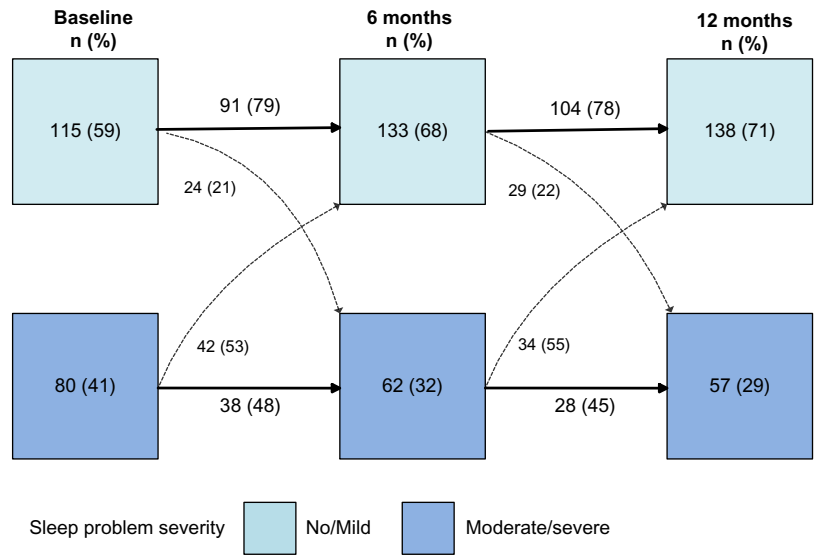 Baseline
n (%)
6 months
n (%)
12 months
n (%)
115 (59)
91 (79)
133 (68)
104 (78)
138 (71)
24 (21)
29 (22)
42 (53)
34 (55)
80 (41)
38 (48)
62 (32)
28 (45)
57 (29)
Sleep problem severity
No/Mild
Moderate/severe